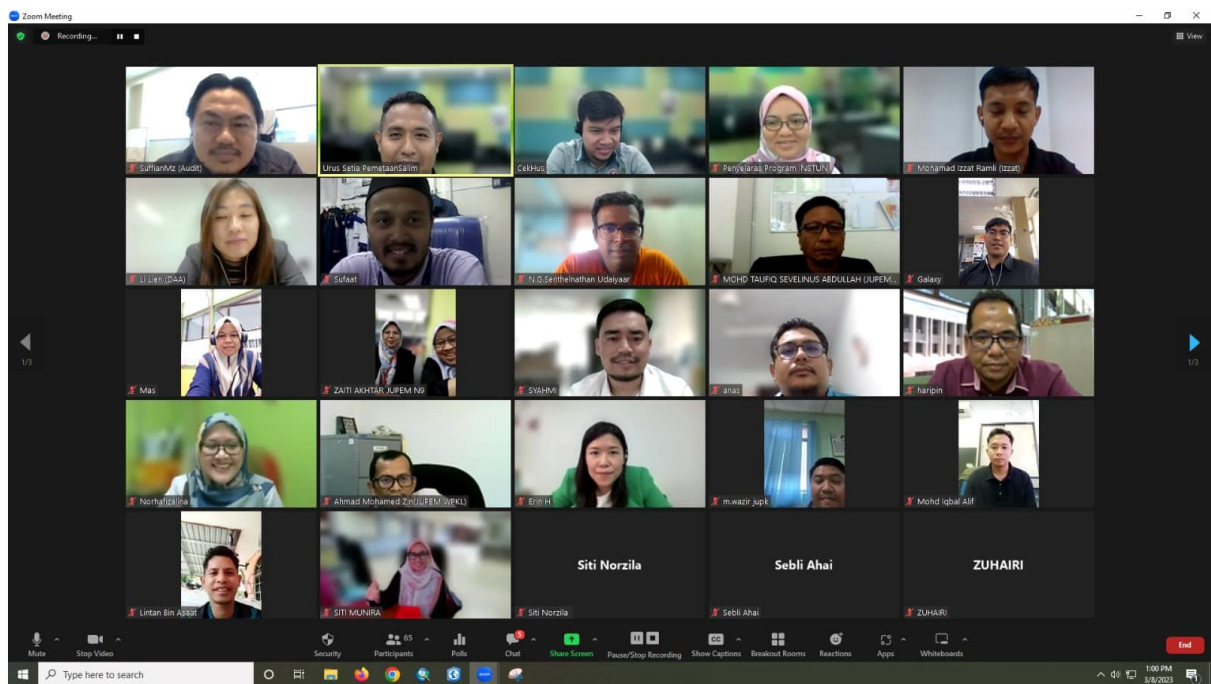 Zoom Meeting
Recording...
View
SuffianMz (Audit)
Urus Setia PemetaanSalim
CekHus
Penyelaras Program INSTUN
Mohamad Izzat Ramli (Izzat)
Li Lien (DAA)
Sufaat
N.G.Senthelnathan Udaiyaar
MOHD TAUFIQ SEVELINUS ABDULLAH (JUPEM...
Galaxy
1/3
1/3
Mas
ZAITI AKHTAR JUPEM N9
SYAHMI
anas
haripin
Norhafizalina
Ahmad Mohamed Zin(JUPEM WPKL)
Erin H
m.wazir jupk
Mohd Iqbal Alif
Siti Norzila
Sebli Ahai
ZUHAIRI
Lintan Bin Asaat
SITI MUNIRA
Siti Norzila
Sebli Ahai
ZUHAIRI
Mute
Stop Video
Security
Participants
65
Polls
Chat
5
Share Screen
Pause/Stop Recording
CC
Show Captions
Breakout Rooms
Reactions
Apps
Whiteboards
End
Type here to search
1:00 PM
3/8/2023